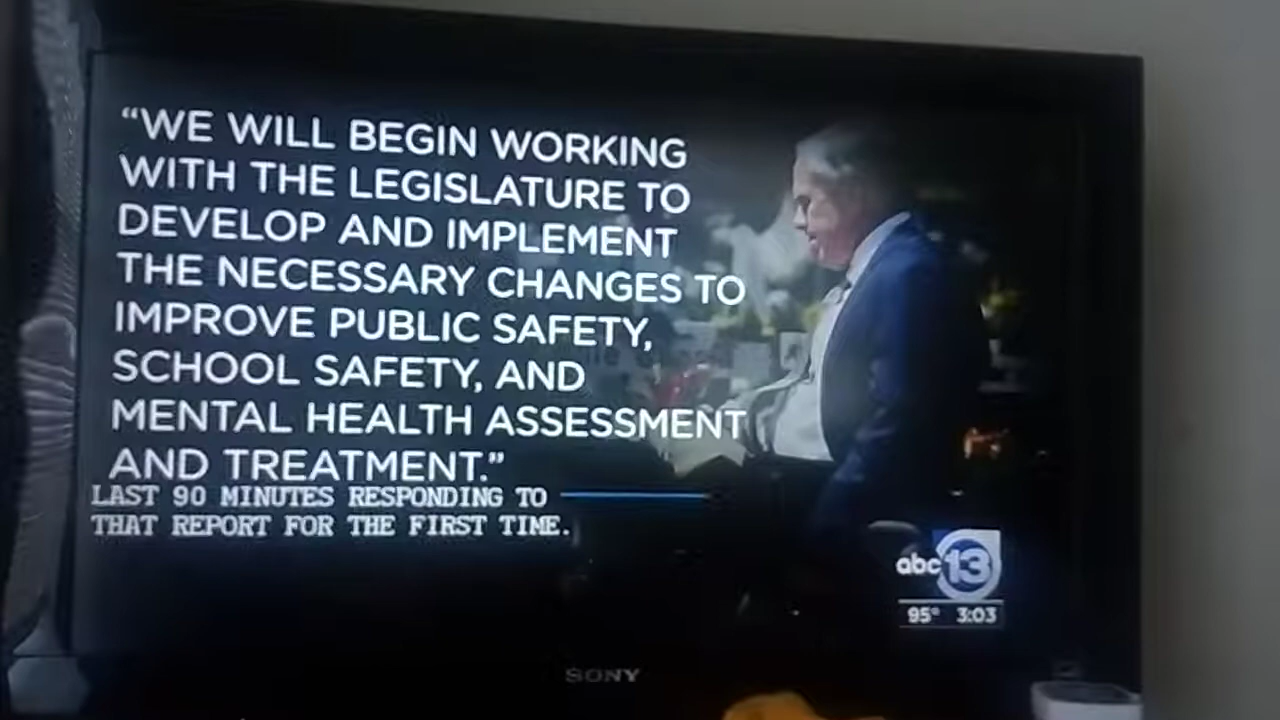 “WE WILL BEGIN WORKING
WITH THE LEGISLATURE TO
DEVELOP AND IMPLEMENT
THE NECESSARY CHANGES TO
IMPROVE PUBLIC SAFETY,
SCHOOL SAFETY, AND
MENTAL HEALTH ASSESSMENT
AND TREATMENT.”
LAST 90 MINUTES RESPONDING TO
THAT REPORT FOR THE FIRST TIME.
abc 13
95° 3:03
SONY